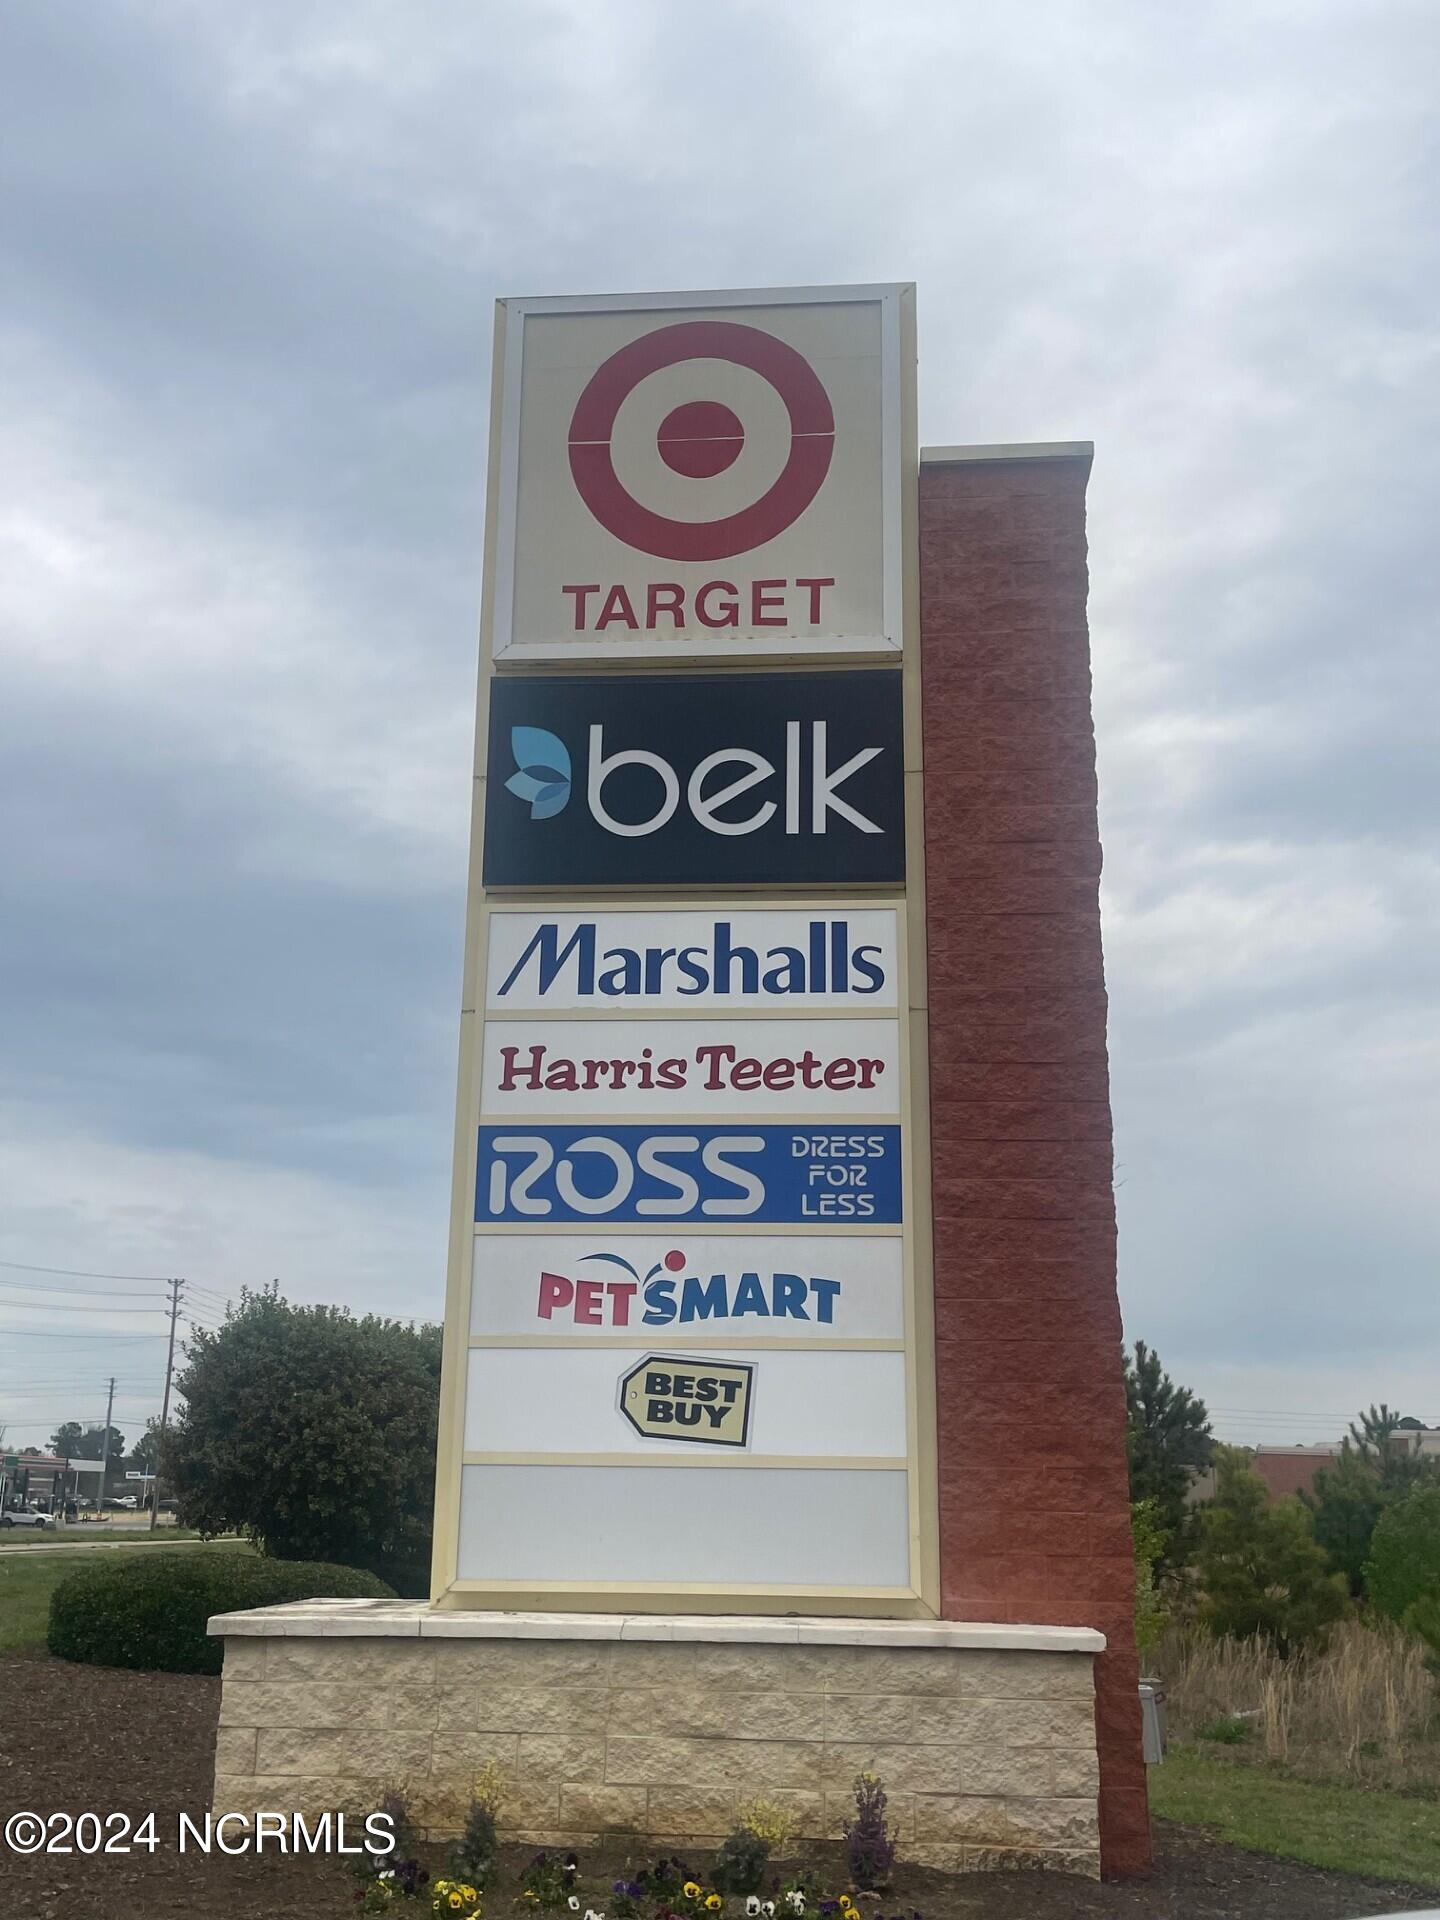 TARGET
belk
Marshalls
Harris Teeter
ROSS DRESS
FOR
LESS
PETSMART
BEST
BUY
©2024 NCRMLS